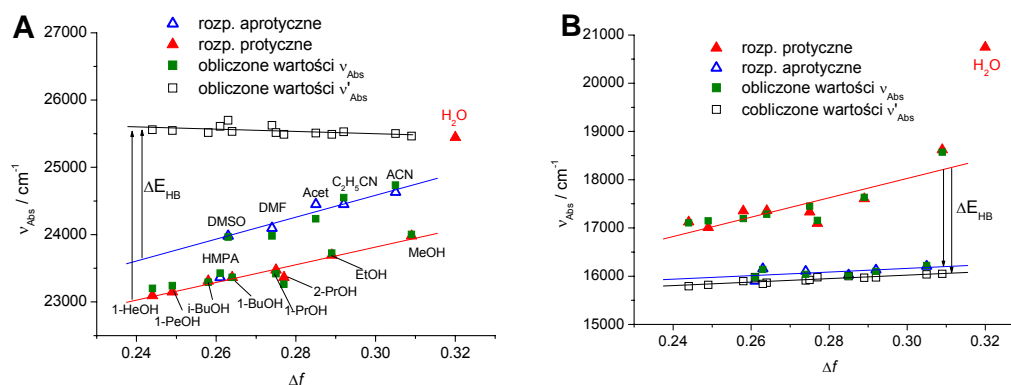 A
rozp. aprotyczne
rozp. protyczne
obliczone wartości ν_Abs
obliczone wartości ν'_Abs
27000
26000
25000
24000
23000
ν_Abs / cm⁻¹
H₂O
ΔE_HB
ACN
C₂H₅CN
Acet
DMF
DMSO
HMPA
MeOH
EtOH
2-PrOH
1-PrOH
1-BuOH
i-BuOH
1-PeOH
1-HeOH
0.24 0.26 0.28 0.30 0.32
Δf
B
rozp. protyczne
rozp. aprotyczne
obliczone wartości ν_Abs
cobliczone wartości ν'_Abs
21000
20000
19000
18000
17000
16000
15000
ν_Abs / cm⁻¹
H₂O
ΔE_HB
0.24 0.26 0.28 0.30 0.32
Δf